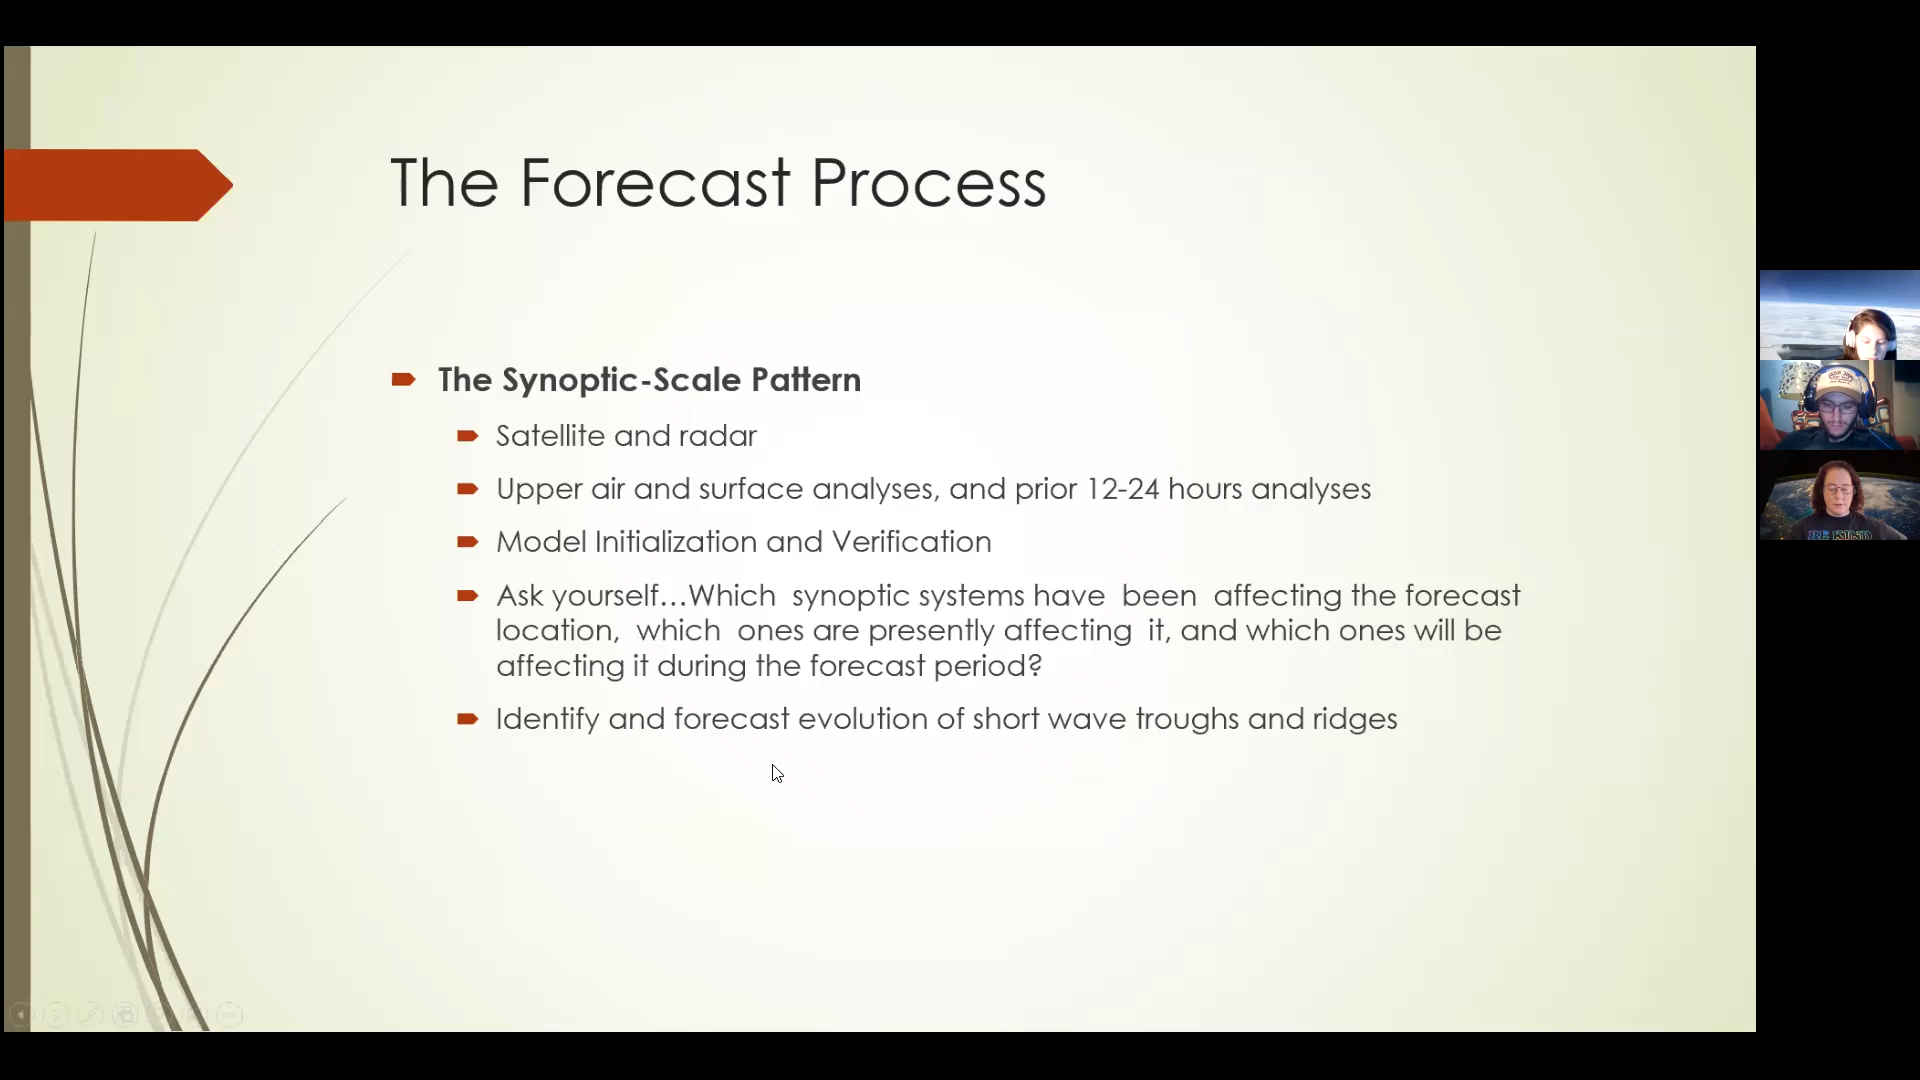 The Forecast Process
The Synoptic-Scale Pattern
Satellite and radar
Upper air and surface analyses, and prior 12-24 hours analyses
Model Initialization and Verification
Ask yourself…Which synoptic systems have been affecting the forecast
location, which ones are presently affecting it, and which ones will be
affecting it during the forecast period?
Identify and forecast evolution of short wave troughs and ridges
BE KIND